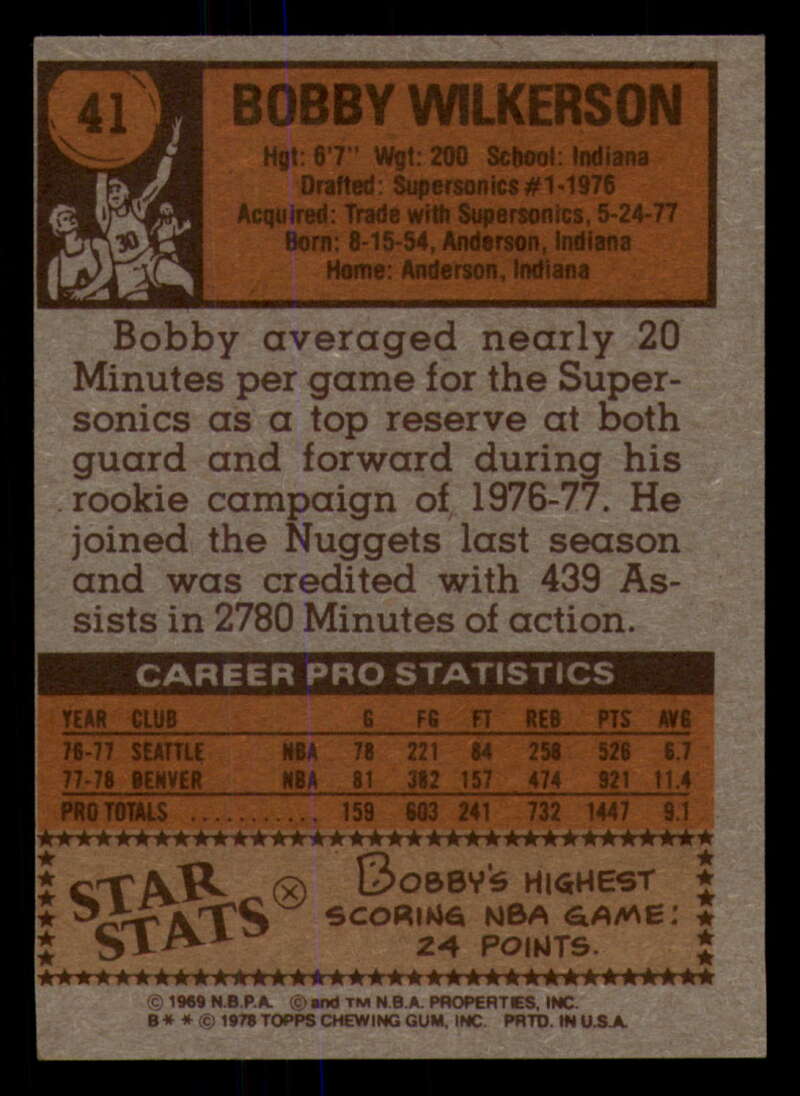 41
BOBBY WILKERSON
Hgt: 6'7" Wgt: 200 School: Indiana
Drafted: Supersonics #1-1976
Acquired: Trade with Supersonics, 5-24-77
Born: 8-15-54, Anderson, Indiana
Home: Anderson, Indiana
30
Bobby averaged nearly 20
Minutes per game for the Super-
sonics as a top reserve at both
guard and forward during his
rookie campaign of 1976-77. He
joined the Nuggets last season
and was credited with 439 As-
sists in 2780 Minutes of action.
CAREER PRO STATISTICS
YEAR CLUB G FG FT REB PTS AVG
76-77 SEATTLE NBA 78 221 84 258 526 6.7
77-78 DENVER NBA 81 382 157 474 921 11.4
PRO TOTALS ........... 159 603 241 732 1447 9.1
STAR
STATS
BOBBY'S HIGHEST
SCORING NBA GAME:
24 POINTS.
© 1969 N.B.P.A. © and TM N.B.A. PROPERTIES, INC.
B* * © 1978 TOPPS CHEWING GUM, INC. PRTD. IN U.S.A.